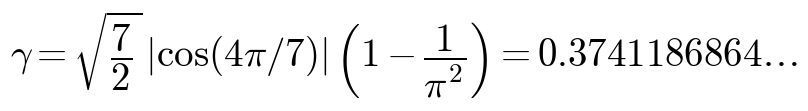 γ = √(7/2) |cos(4π/7)| (1 − 1/π²) = 0.3741186864...